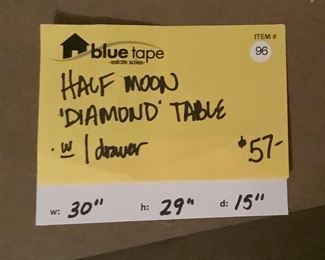 ITEM #
96
blue tape
-estate sales-
HALF MOON
'DIAMOND' TABLE
· w/ 1 drawer
$57-
w: 30" h: 29" d: 15"